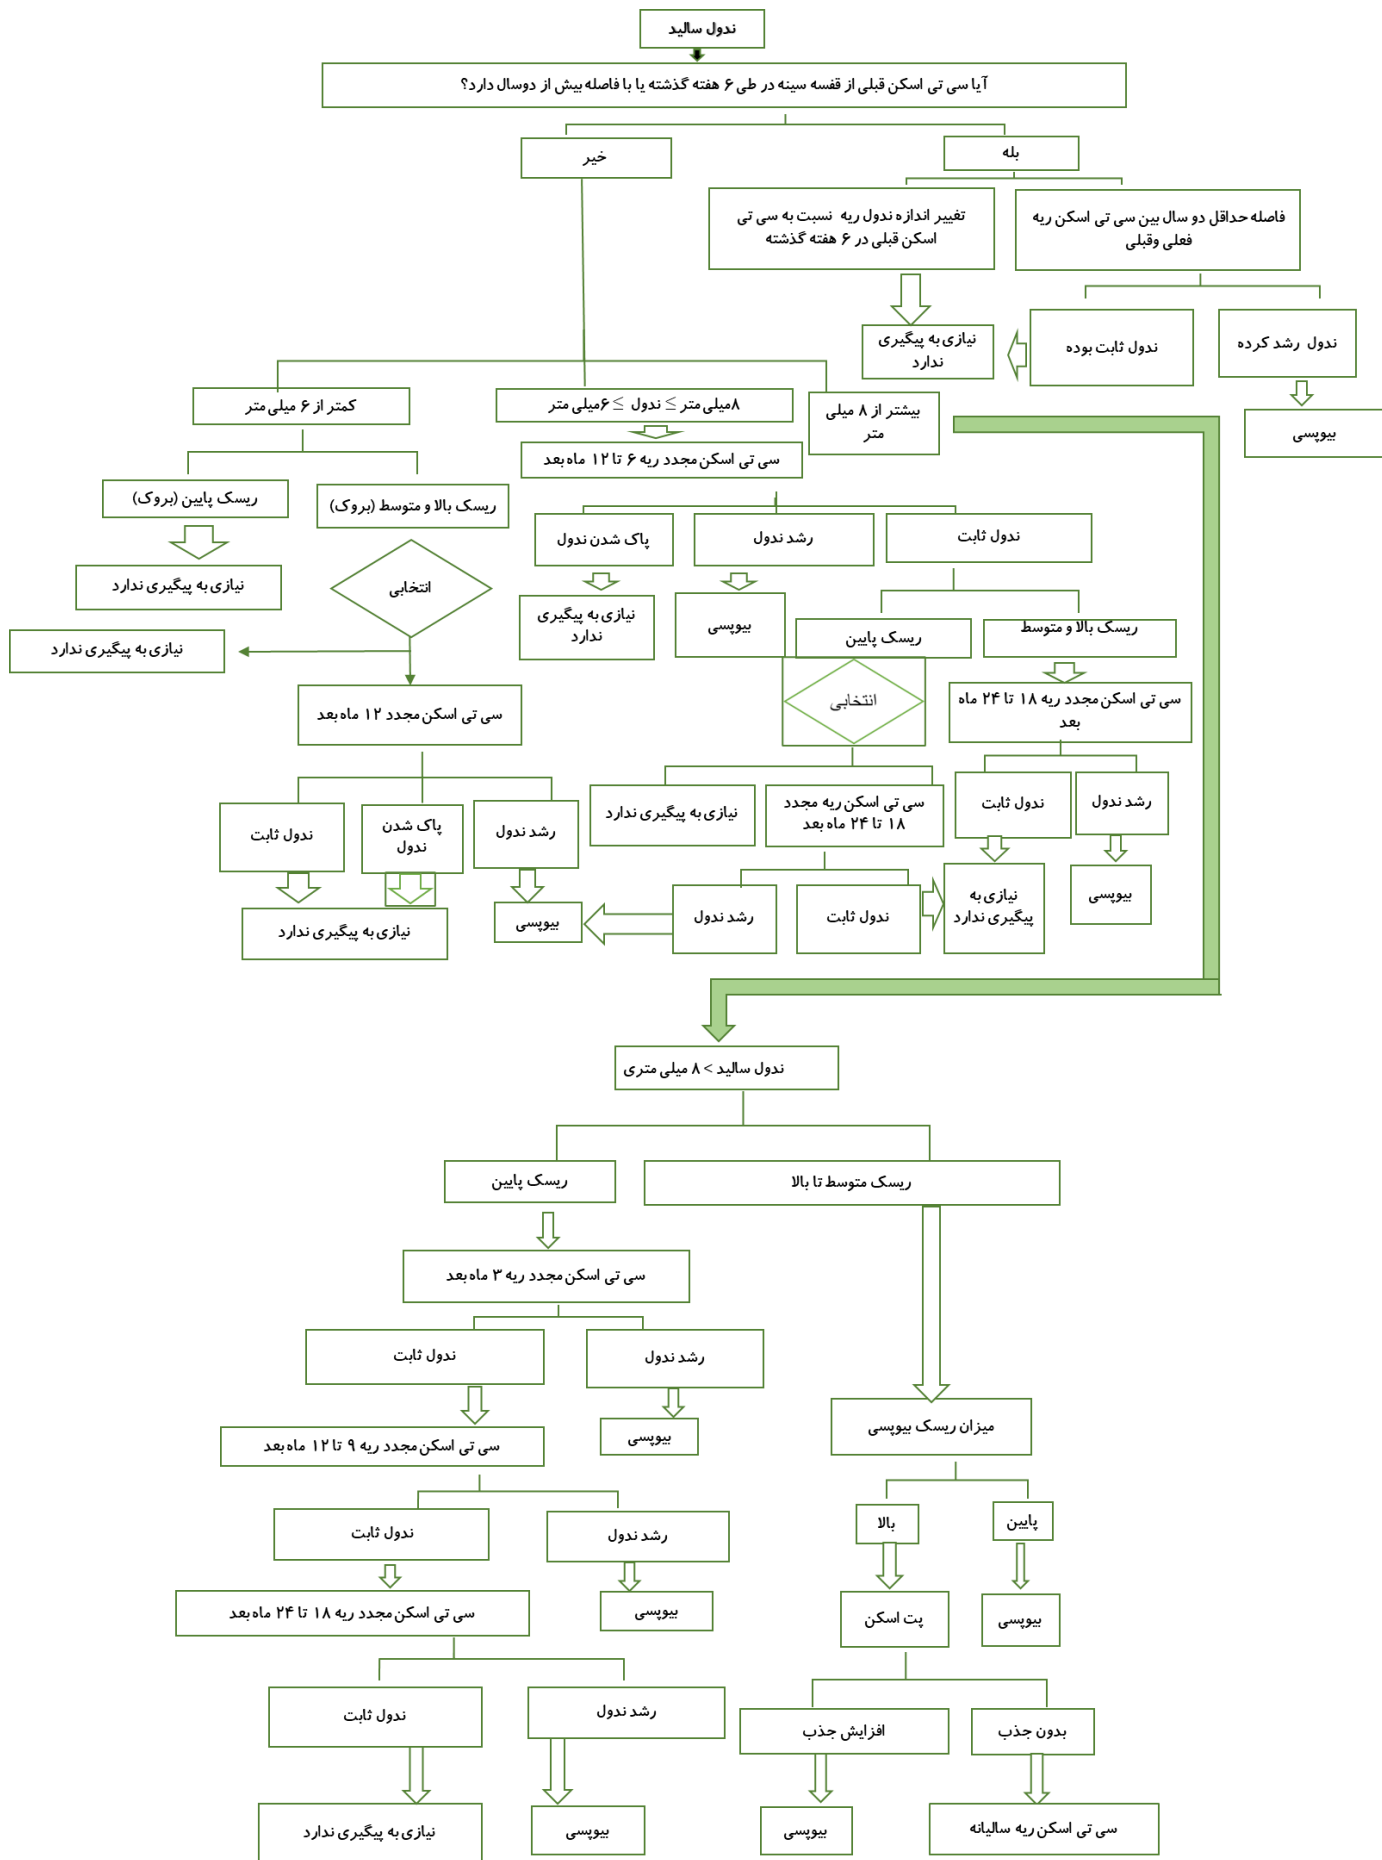 ندول سالید
آیا سی تی اسکن قبلی از قفسه سینه در طی ۶ هفته گذشته یا با فاصله بیش از دوسال دارد؟
بله
خیر
فاصله حداقل دو سال بین سی تی اسکن ریه
فعلی وقبلی
تغییر اندازه ندول ریه نسبت به سی تی
اسکن قبلی در ۶ هفته گذشته
ندول رشد کرده
ندول ثابت بوده
نیازی به پیگیری
ندارد
بیوپسی
بیشتر از ۸ میلی
متر
۸میلی متر ≥ ندول ≥ ۶میلی متر
کمتر از ۶ میلی متر
سی تی اسکن مجدد ریه ۶ تا ۱۲ ماه بعد
ریسک بالا و متوسط (بروک)
ریسک پایین (بروک)
ندول ثابت
رشد ندول
پاک شدن ندول
انتخابی
نیازی به پیگیری ندارد
نیازی به پیگیری
ندارد
بیوپسی
ریسک بالا و متوسط
ریسک پایین
نیازی به پیگیری ندارد
سی تی اسکن مجدد ریه ۱۸ تا ۲۴ ماه
بعد
انتخابی
سی تی اسکن مجدد ۱۲ ماه بعد
رشد ندول
ندول ثابت
سی تی اسکن ریه مجدد
۱۸ تا ۲۴ ماه بعد
نیازی به پیگیری ندارد
رشد ندول
پاک شدن
ندول
ندول ثابت
بیوپسی
نیازی به
پیگیری ندارد
ندول ثابت
رشد ندول
بیوپسی
نیازی به پیگیری ندارد
ندول سالید > ۸ میلی متری
ریسک متوسط تا بالا
ریسک پایین
سی تی اسکن مجدد ریه ۳ ماه بعد
رشد ندول
ندول ثابت
میزان ریسک بیوپسی
بیوپسی
سی تی اسکن مجدد ریه ۹ تا ۱۲ ماه بعد
پایین
بالا
رشد ندول
ندول ثابت
بیوپسی
پت اسکن
بیوپسی
سی تی اسکن مجدد ریه ۱۸ تا ۲۴ ماه بعد
بدون جذب
افزایش جذب
رشد ندول
ندول ثابت
سی تی اسکن ریه سالیانه
بیوپسی
بیوپسی
نیازی به پیگیری ندارد